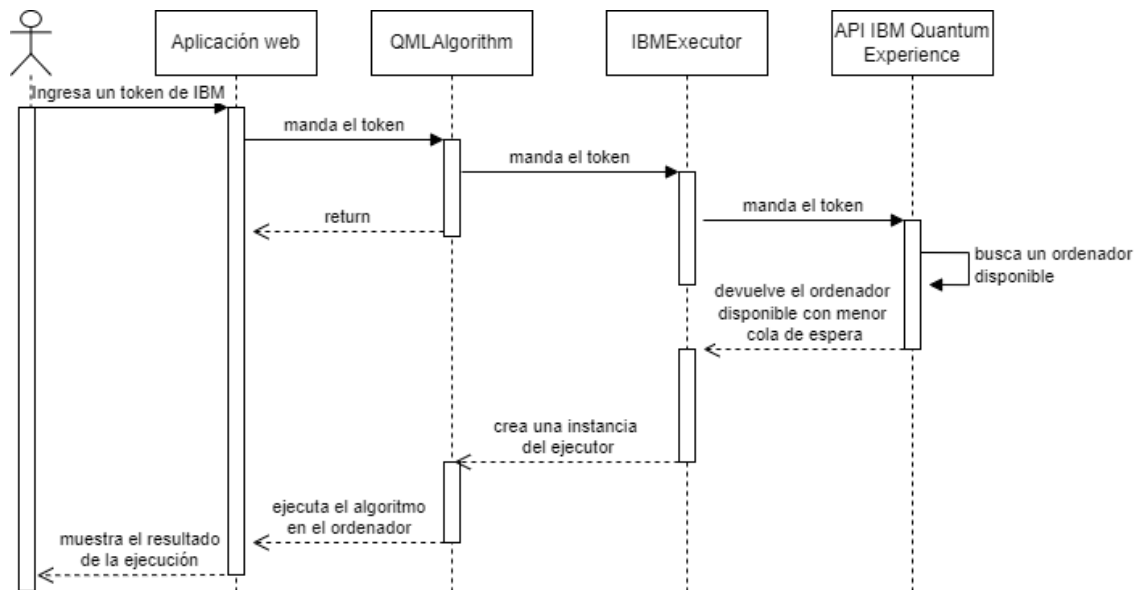 Aplicación web
QMLAlgorithm
IBMExecutor
API IBM Quantum
Experience
Ingresa un token de IBM
manda el token
manda el token
return
manda el token
busca un ordenador
disponible
devuelve el ordenador
disponible con menor
cola de espera
crea una instancia
del ejecutor
ejecuta el algoritmo
en el ordenador
muestra el resultado
de la ejecución